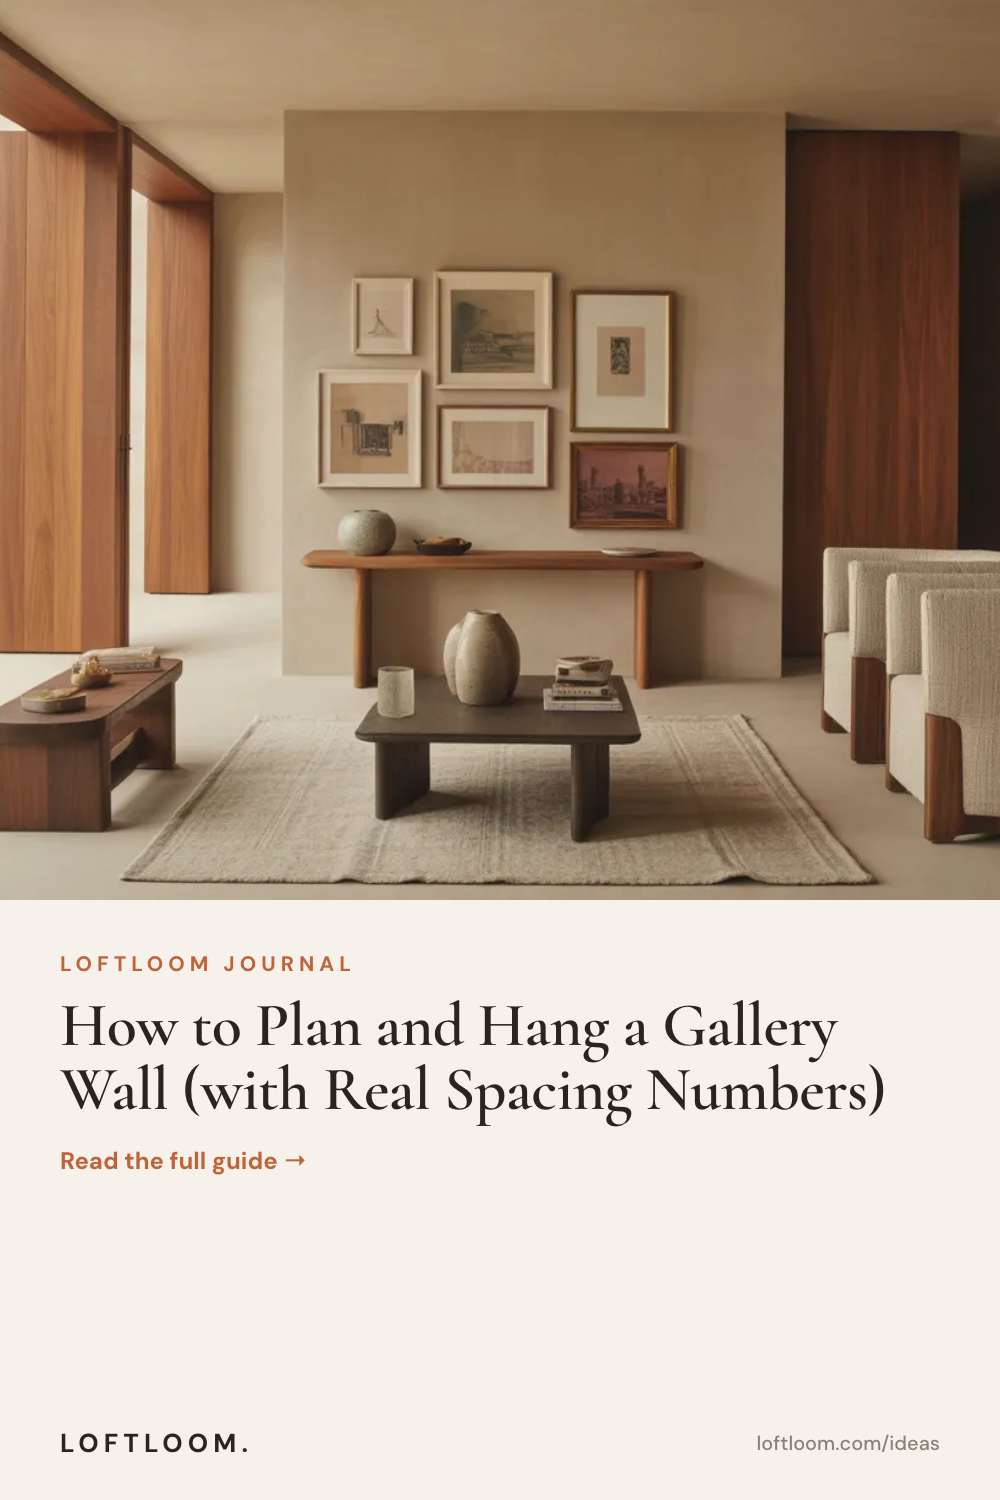 LOFTLOOM JOURNAL
How to Plan and Hang a Gallery
Wall (with Real Spacing Numbers)
Read the full guide →
LOFTLOOM.
loftloom.com/ideas